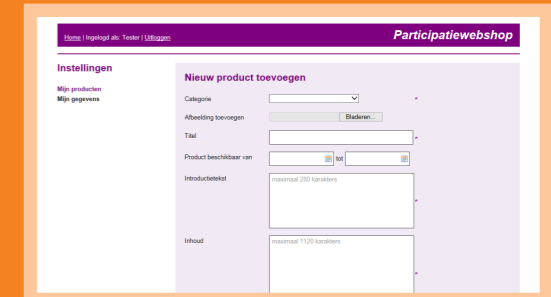 Home | Ingelogd als: Tester | Uitloggen
Participatiewebshop
Instellingen
Mijn producten
Mijn gegevens
Nieuw product toevoegen
Categorie *
Afbeelding toevoegen Bladeren...
Titel *
Product beschikbaar van tot
Introductietekst maximaal 280 karakters *
Inhoud maximaal 1120 karakters *